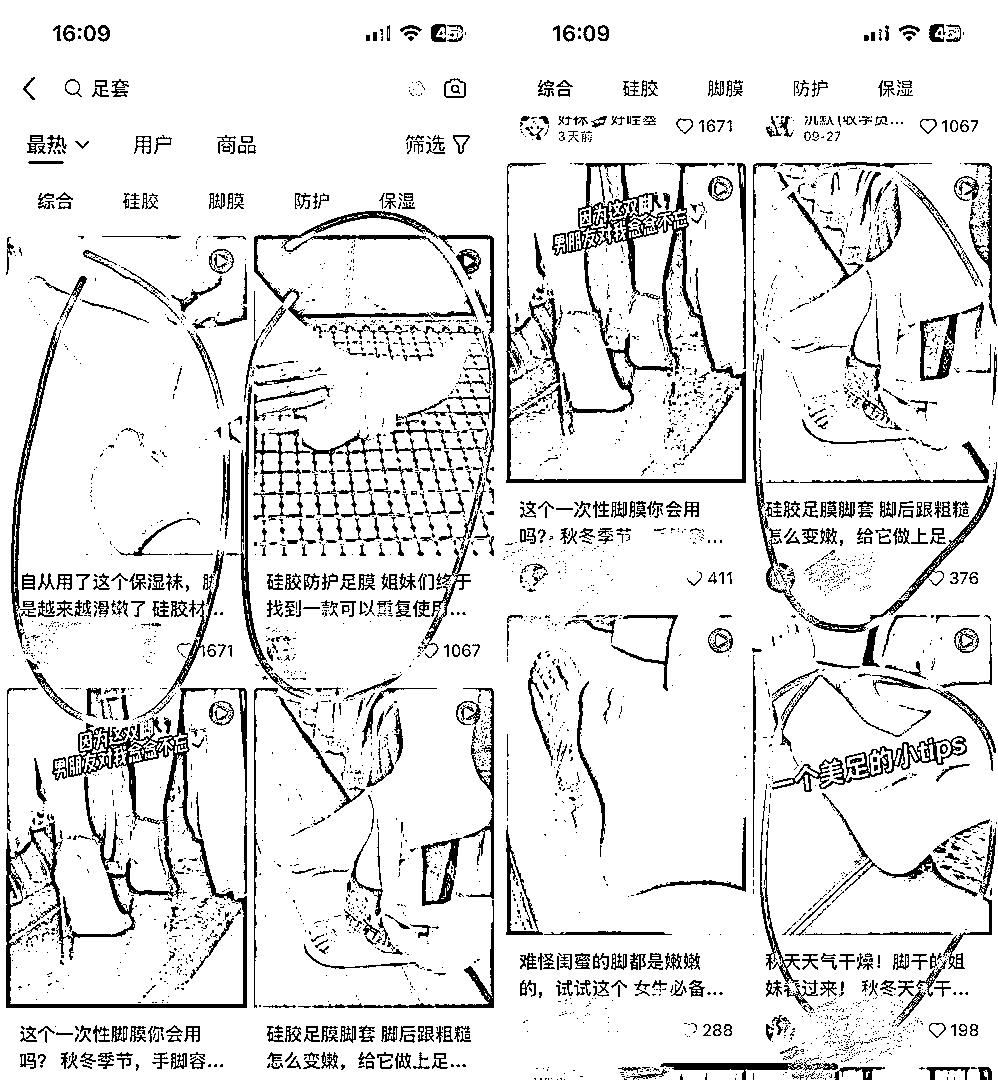 16:09
足套
最热
用户
商品
筛选
综合
硅胶
脚膜
防护
保湿
自从用了这个保湿袜，
是越来越滑嫩了 硅胶材...
1671
硅胶防护足膜 姐妹们终于
找到一款可以重复使用...
1067
因为这双脚
男朋友对我念念不忘
这个一次性脚膜你会用
吗？ 秋冬季节，手脚容...
硅胶足膜脚套 脚后跟粗糙
怎么变嫩，给它做上足...
16:09
综合
硅胶
脚膜
防护
保湿
3天前
1671
09-27
1067
因为这双脚
男朋友对我念念不忘
这个一次性脚膜你会用
吗？ 秋冬季节
411
硅胶足膜脚套 脚后跟粗糙
怎么变嫩，给它做上足...
376
难怪闺蜜的脚都是嫩嫩
的，试试这个 女生必备...
288
一个美足的小tips
秋天天气干燥！脚干的姐
妹看过来！ 秋冬天气干...
198